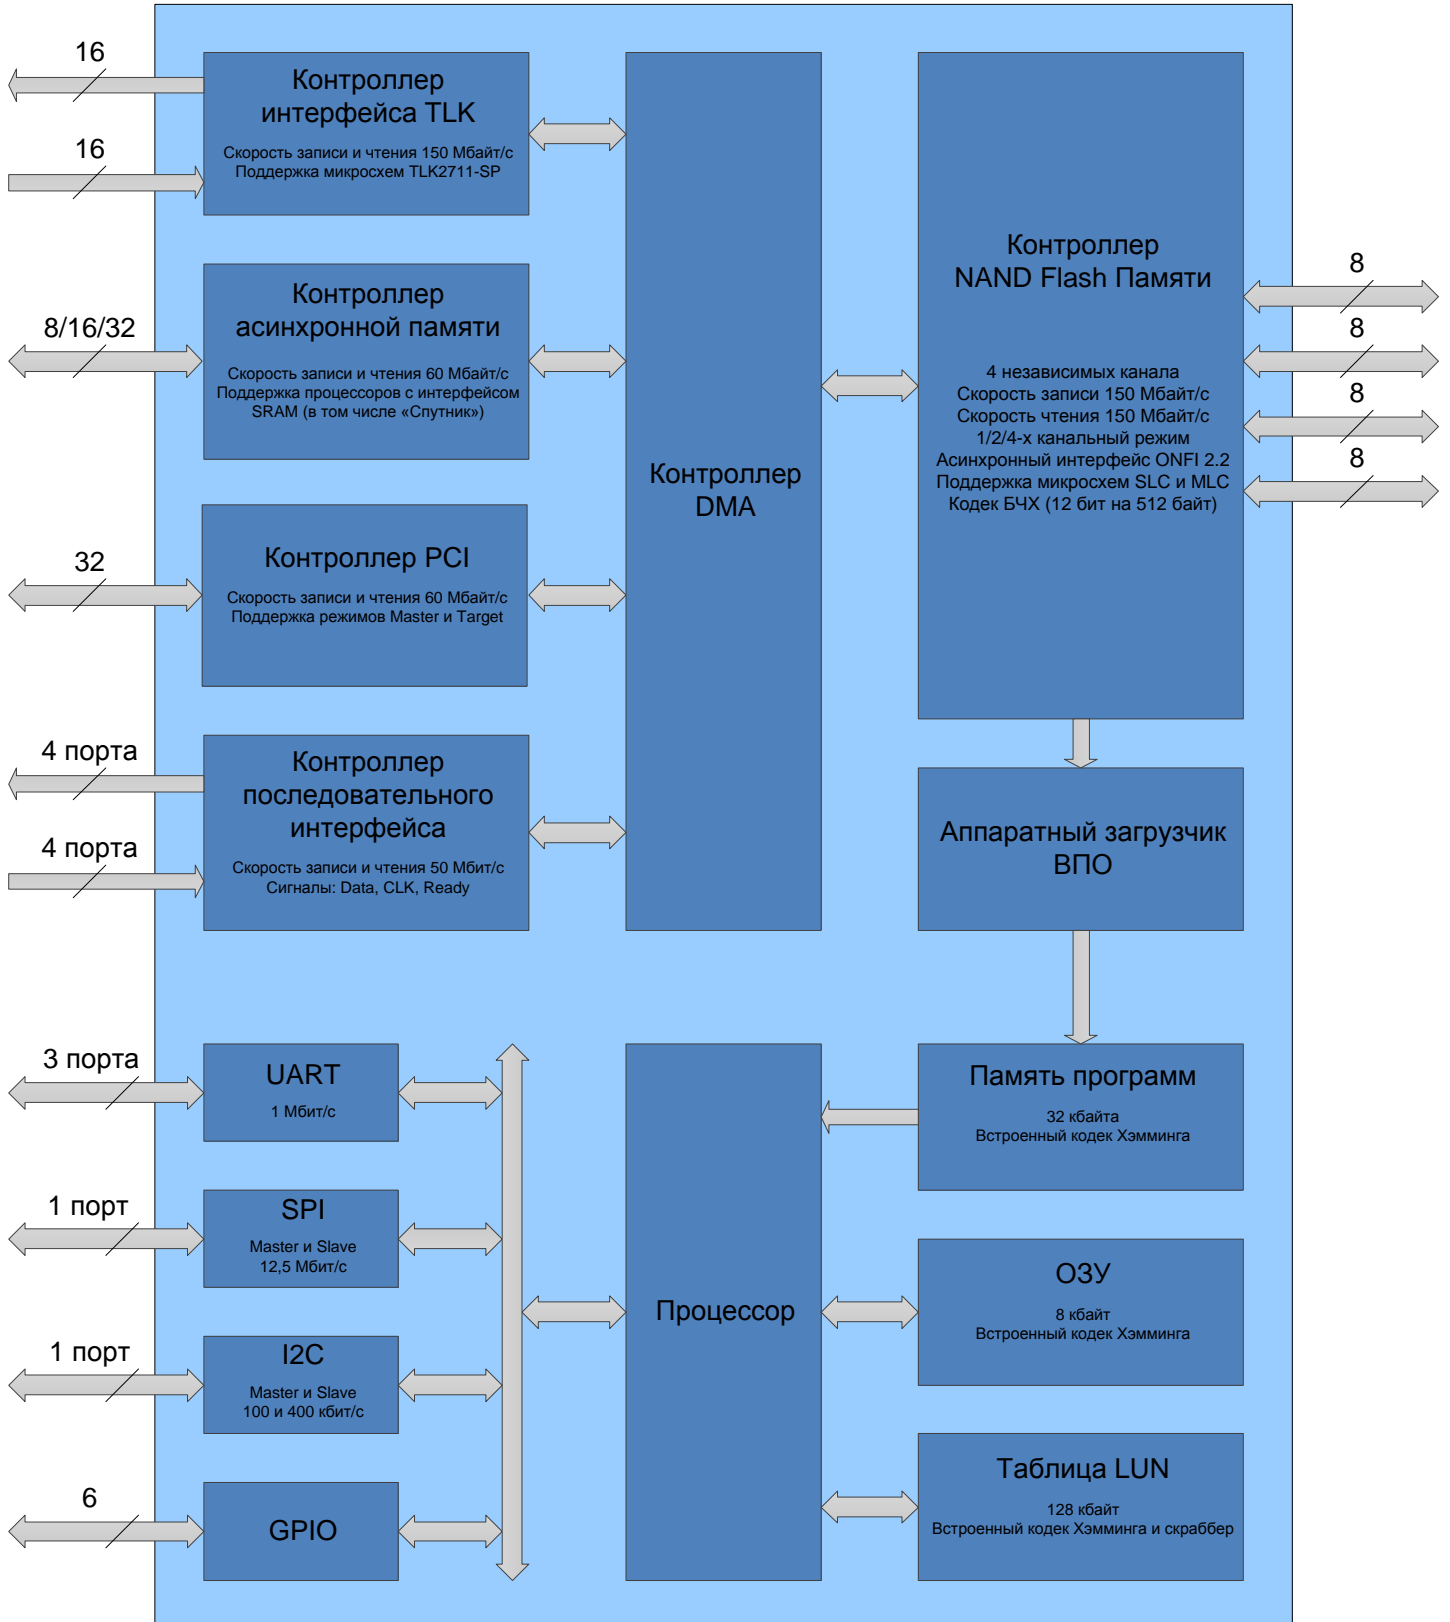 16
16
Контроллер
интерфейса TLK
Скорость записи и чтения 150 Мбайт/с
Поддержка микросхем TLK2711-SP
8/16/32
Контроллер
асинхронной памяти
Скорость записи и чтения 60 Мбайт/с
Поддержка процессоров с интерфейсом
SRAM (в том числе «Спутник»)
32
Контроллер PCI
Скорость записи и чтения 60 Мбайт/с
Поддержка режимов Master и Target
4 порта
4 порта
Контроллер
последовательного
интерфейса
Скорость записи и чтения 50 Мбит/с
Сигналы: Data, CLK, Ready
Контроллер
DMA
Контроллер
NAND Flash Памяти
4 независимых канала
Скорость записи 150 Мбайт/с
Скорость чтения 150 Мбайт/с
1/2/4-х канальный режим
Асинхронный интерфейс ONFI 2.2
Поддержка микросхем SLC и MLC
Кодек БЧХ (12 бит на 512 байт)
8
8
8
8
Аппаратный загрузчик
ВПО
3 порта
UART
1 Мбит/с
1 порт
SPI
Master и Slave
12,5 Мбит/с
1 порт
I2C
Master и Slave
100 и 400 кбит/с
6
GPIO
Процессор
Память программ
32 кбайта
Встроенный кодек Хэмминга
ОЗУ
8 кбайт
Встроенный кодек Хэмминга
Таблица LUN
128 кбайт
Встроенный кодек Хэмминга и скраббер